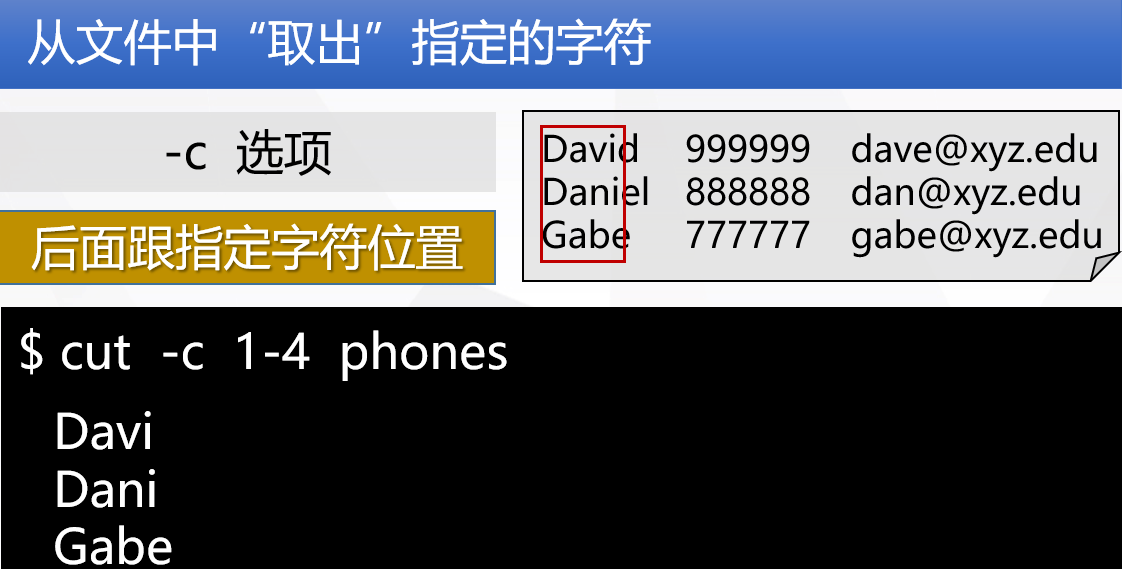 从文件中“取出”指定的字符
-c 选项
后面跟指定字符位置
David 999999 dave@xyz.edu
Daniel 888888 dan@xyz.edu
Gabe 777777 gabe@xyz.edu
$ cut -c 1-4 phones
Davi
Dani
Gabe